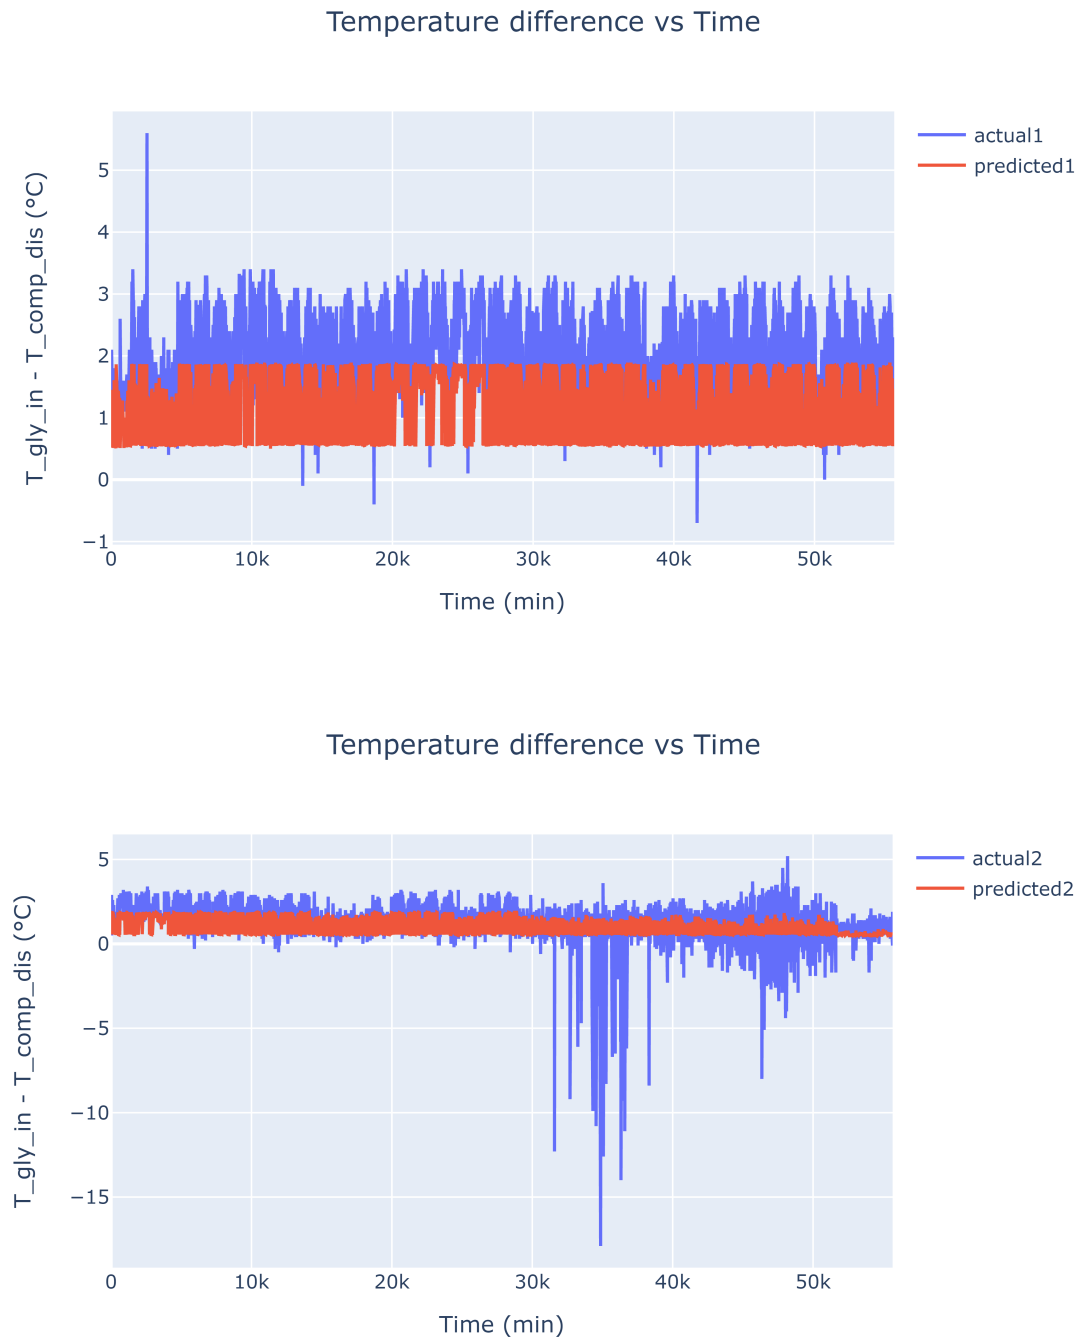 Temperature difference vs Time
T_gly_in - T_comp_dis (°C)
5
4
3
2
1
0
−1
0 10k 20k 30k 40k 50k
Time (min)
actual1
predicted1
Temperature difference vs Time
T_gly_in - T_comp_dis (°C)
5
0
−5
−10
−15
0 10k 20k 30k 40k 50k
Time (min)
actual2
predicted2